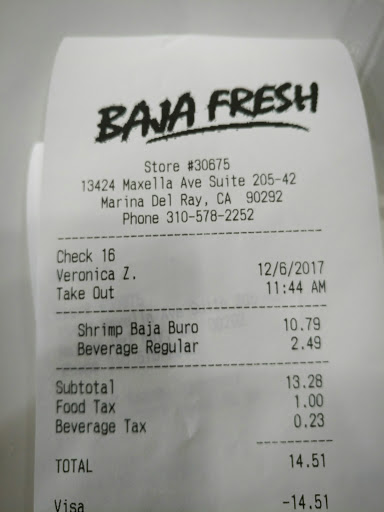 BAJA FRESH
Store #30675
13424 Maxella Ave Suite 205-42
Marina Del Ray, CA 90292
Phone 310-578-2252
Check 16
Veronica Z. 12/6/2017
Take Out 11:44 AM
Shrimp Baja Buro 10.79
Beverage Regular 2.49
Subtotal 13.28
Food Tax 1.00
Beverage Tax 0.23
TOTAL 14.51
Visa -14.51